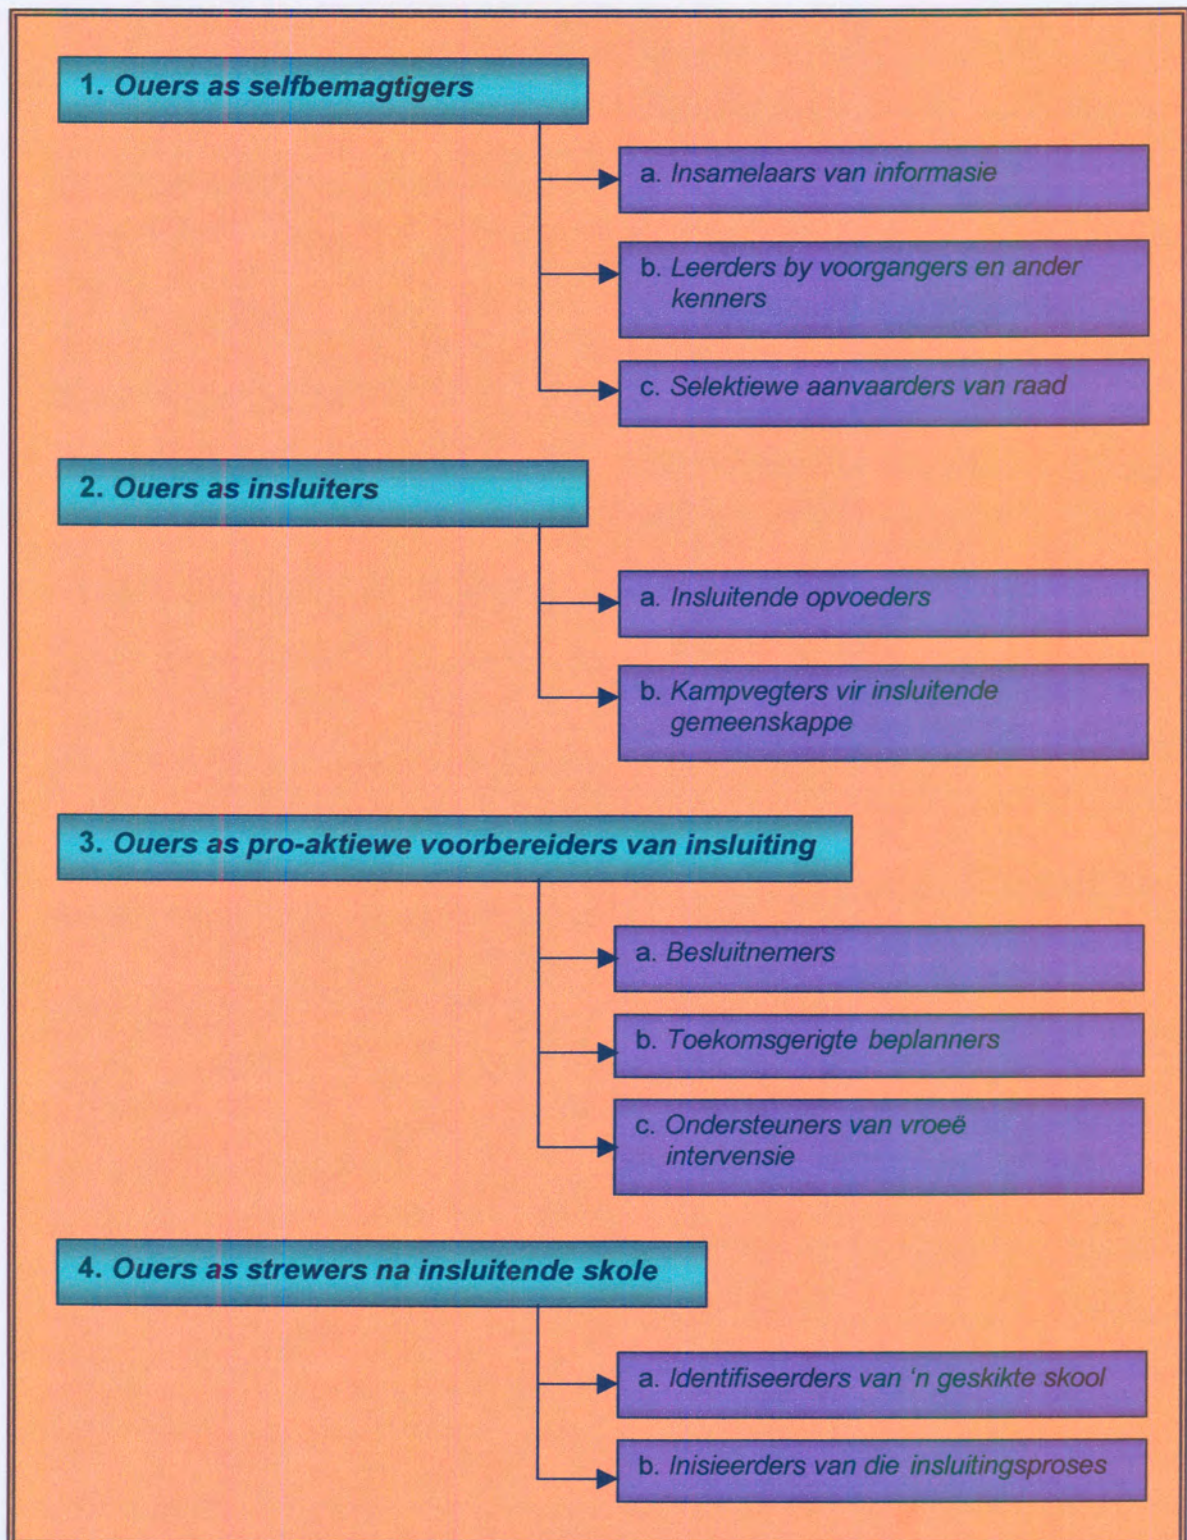 1. Ouers as selfbemagtigers
a. Insamelaars van informasie
b. Leerders by voorgangers en ander
kenners
c. Selektiewe aanvaarders van raad
2. Ouers as insluiters
a. Insluitende opvoeders
b. Kampvegters vir insluitende
gemeenskappe
3. Ouers as pro-aktiewe voorbereiders van insluiting
a. Besluitnemers
b. Toekomsgerigte beplanners
c. Ondersteuners van vroeë
intervensie
4. Ouers as strewers na insluitende skole
a. Identifiseerders van ‘n geskikte skool
b. Inisieerders van die insluitingsproses